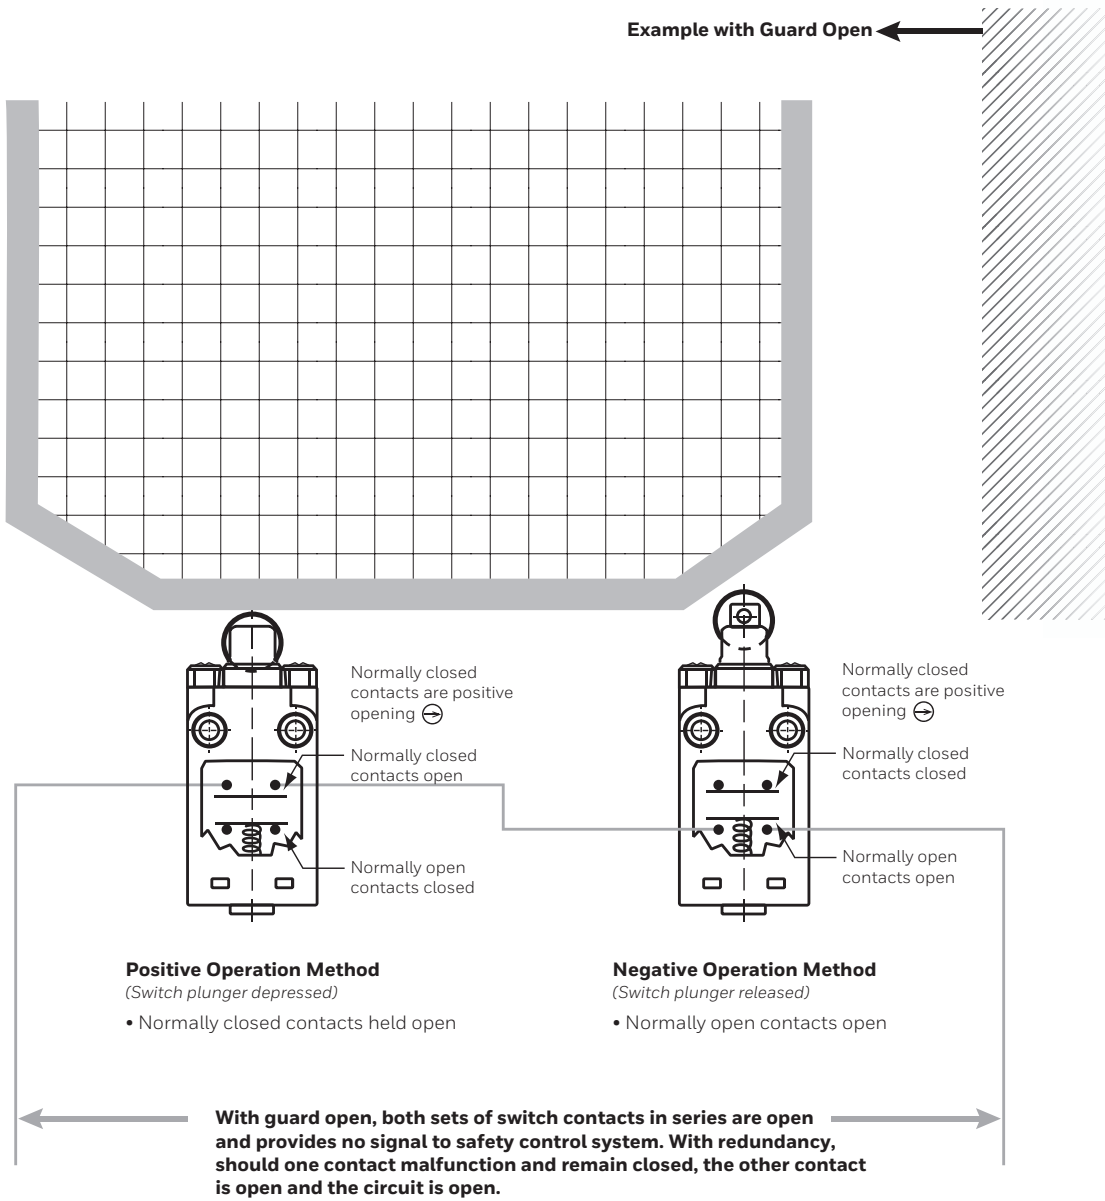 Example with Guard Open
Normally closed
contacts are positive
opening
Normally closed
contacts open
Normally open
contacts closed
Normally closed
contacts are positive
opening
Normally closed
contacts closed
Normally open
contacts open
Positive Operation Method
(Switch plunger depressed)
• Normally closed contacts held open
Negative Operation Method
(Switch plunger released)
• Normally open contacts open
With guard open, both sets of switch contacts in series are open
and provides no signal to safety control system. With redundancy,
should one contact malfunction and remain closed, the other contact
is open and the circuit is open.